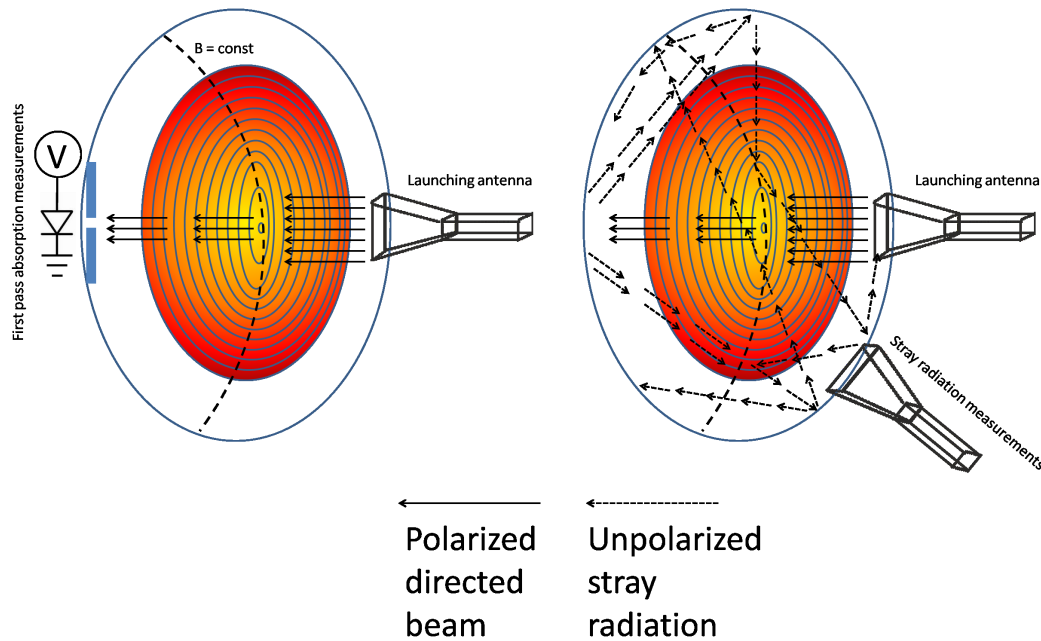 First pass absorption measurements
V
B = const
Launching antenna
Launching antenna
Stray radiation measurements
Polarized
directed
beam
Unpolarized
stray
radiation